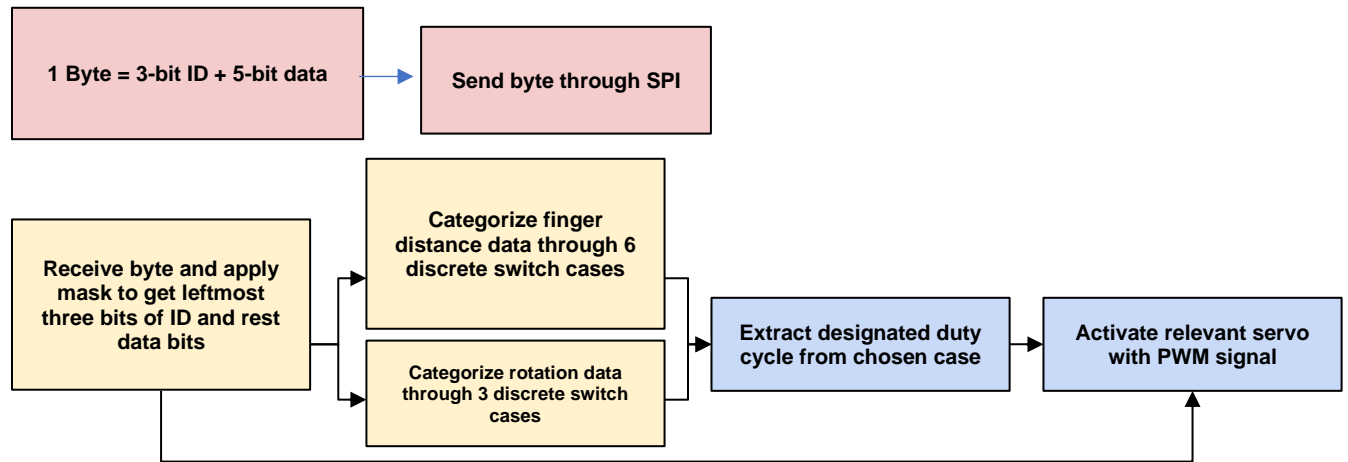 1 Byte = 3-bit ID + 5-bit data
Send byte through SPI
Receive byte and apply
mask to get leftmost
three bits of ID and rest
data bits
Categorize finger
distance data through 6
discrete switch cases
Categorize rotation data
through 3 discrete switch
cases
Extract designated duty
cycle from chosen case
Activate relevant servo
with PWM signal